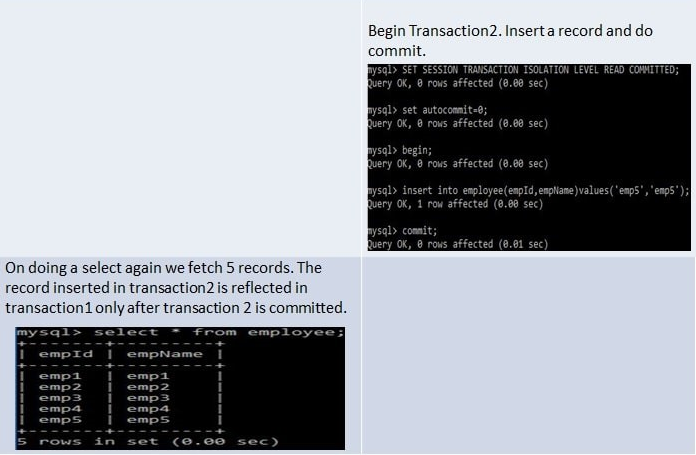 Begin Transaction2. Insert a record and do
commit.
mysql> SET SESSION TRANSACTION ISOLATION LEVEL READ COMMITTED;
Query OK, 0 rows affected (0.00 sec)
mysql> set autocommit=0;
Query OK, 0 rows affected (0.00 sec)
mysql> begin;
Query OK, 0 rows affected (0.00 sec)
mysql> insert into employee(empId,empName)values('emp5','emp5');
Query OK, 1 row affected (0.00 sec)
mysql> commit;
Query OK, 0 rows affected (0.01 sec)
On doing a select again we fetch 5 records. The
record inserted in transaction2 is reflected in
transaction1 only after transaction 2 is committed.
mysql> select * from employee;
+-------+---------+
| empId | empName |
+-------+---------+
| emp1 | emp1 |
| emp2 | emp2 |
| emp3 | emp3 |
| emp4 | emp4 |
| emp5 | emp5 |
+-------+---------+
5 rows in set (0.00 sec)